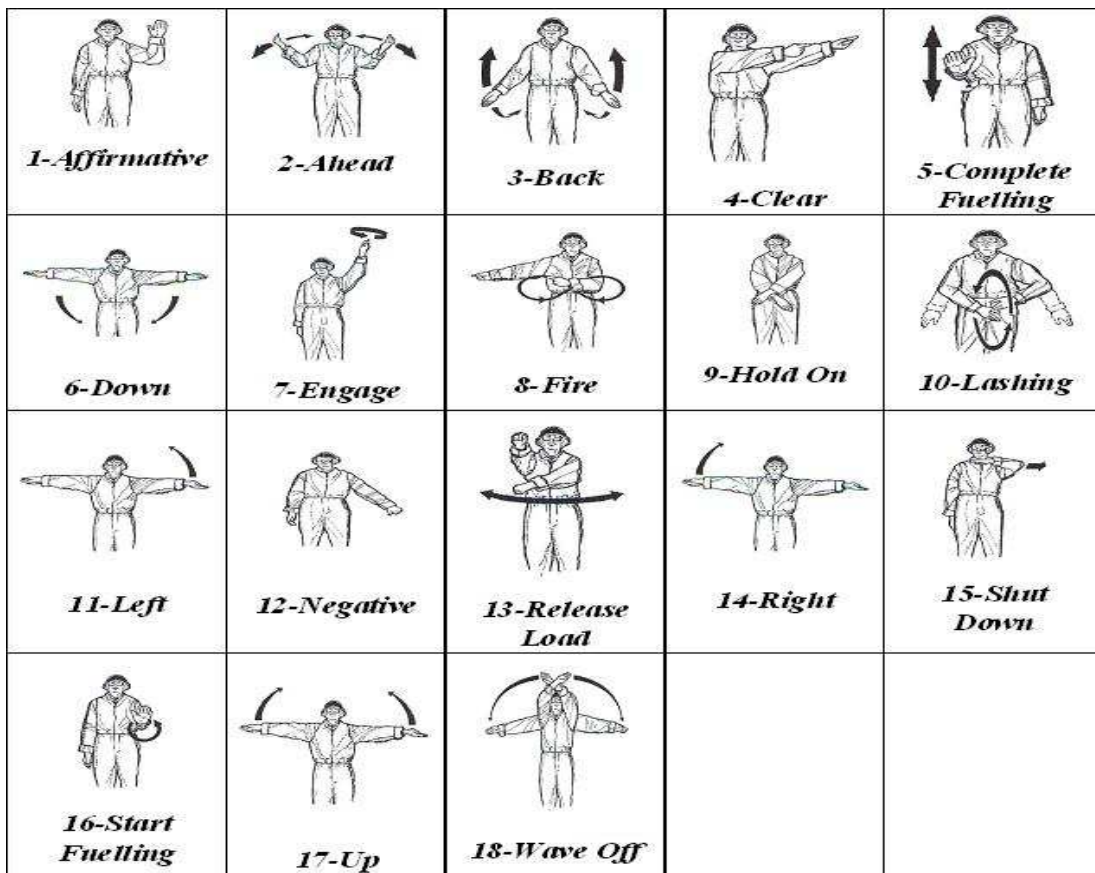 1-Affirmative
2-Ahead
3-Back
4-Clear
5-Complete
Fuelling
6-Down
7-Engage
8- Fire
9-Hold On
10-Lashing
11-Left
12-Negative
13-Release
Load
14-Right
15-Shut
Down
16-Start
Fuelling
17-Up
18-Wave Off